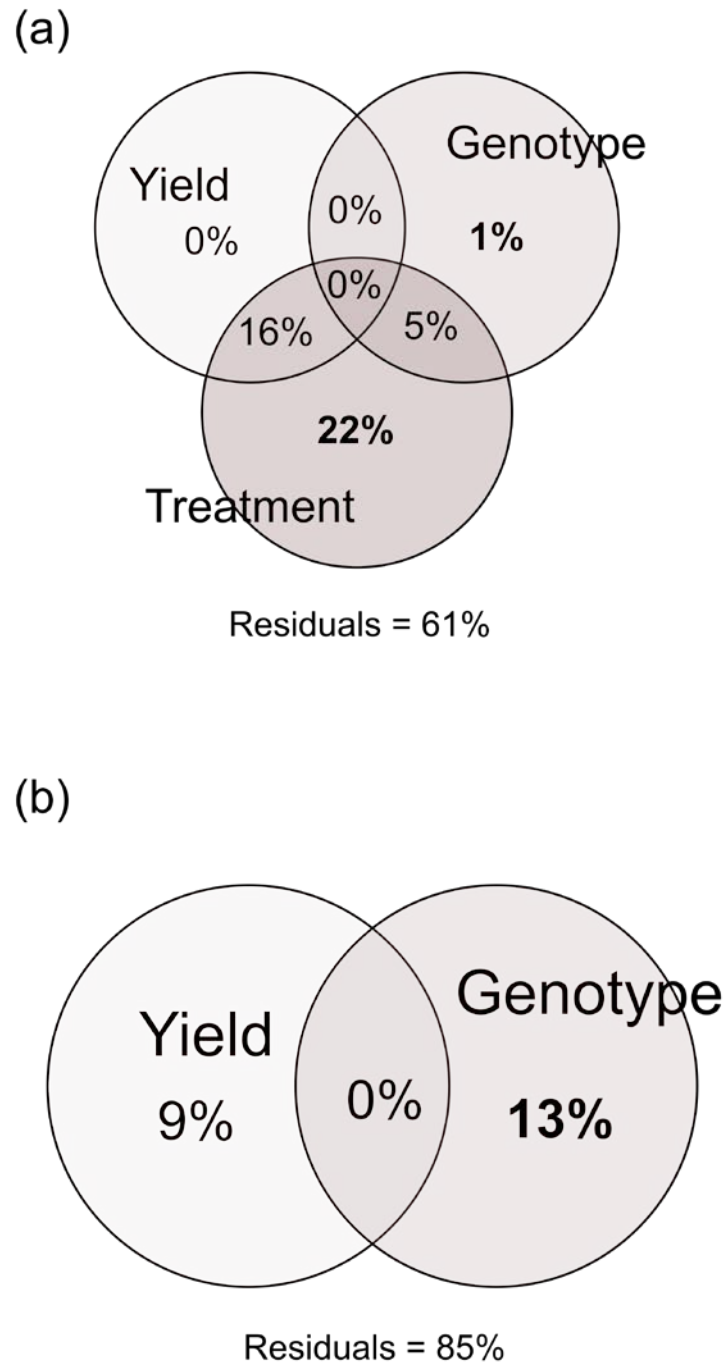 (a)
Genotype
Yield
0%
0%
1%
0%
16%
5%
22%
Treatment
Residuals = 61%
(b)
Genotype
Yield
9%
0%
13%
Residuals = 85%